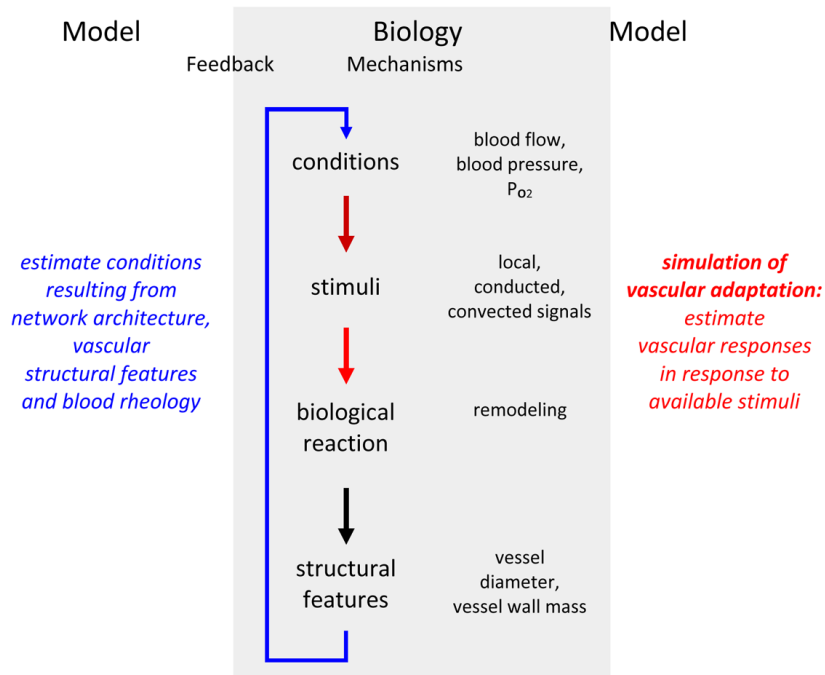 Model
Biology
Model
Feedback
Mechanisms
conditions
blood flow,
blood pressure,
PO2
stimuli
local,
conducted,
convected signals
biological
reaction
remodeling
structural
features
vessel
diameter,
vessel wall mass
estimate conditions
resulting from
network architecture,
vascular
structural features
and blood rheology
simulation of
vascular adaptation:
estimate
vascular responses
in response to
available stimuli